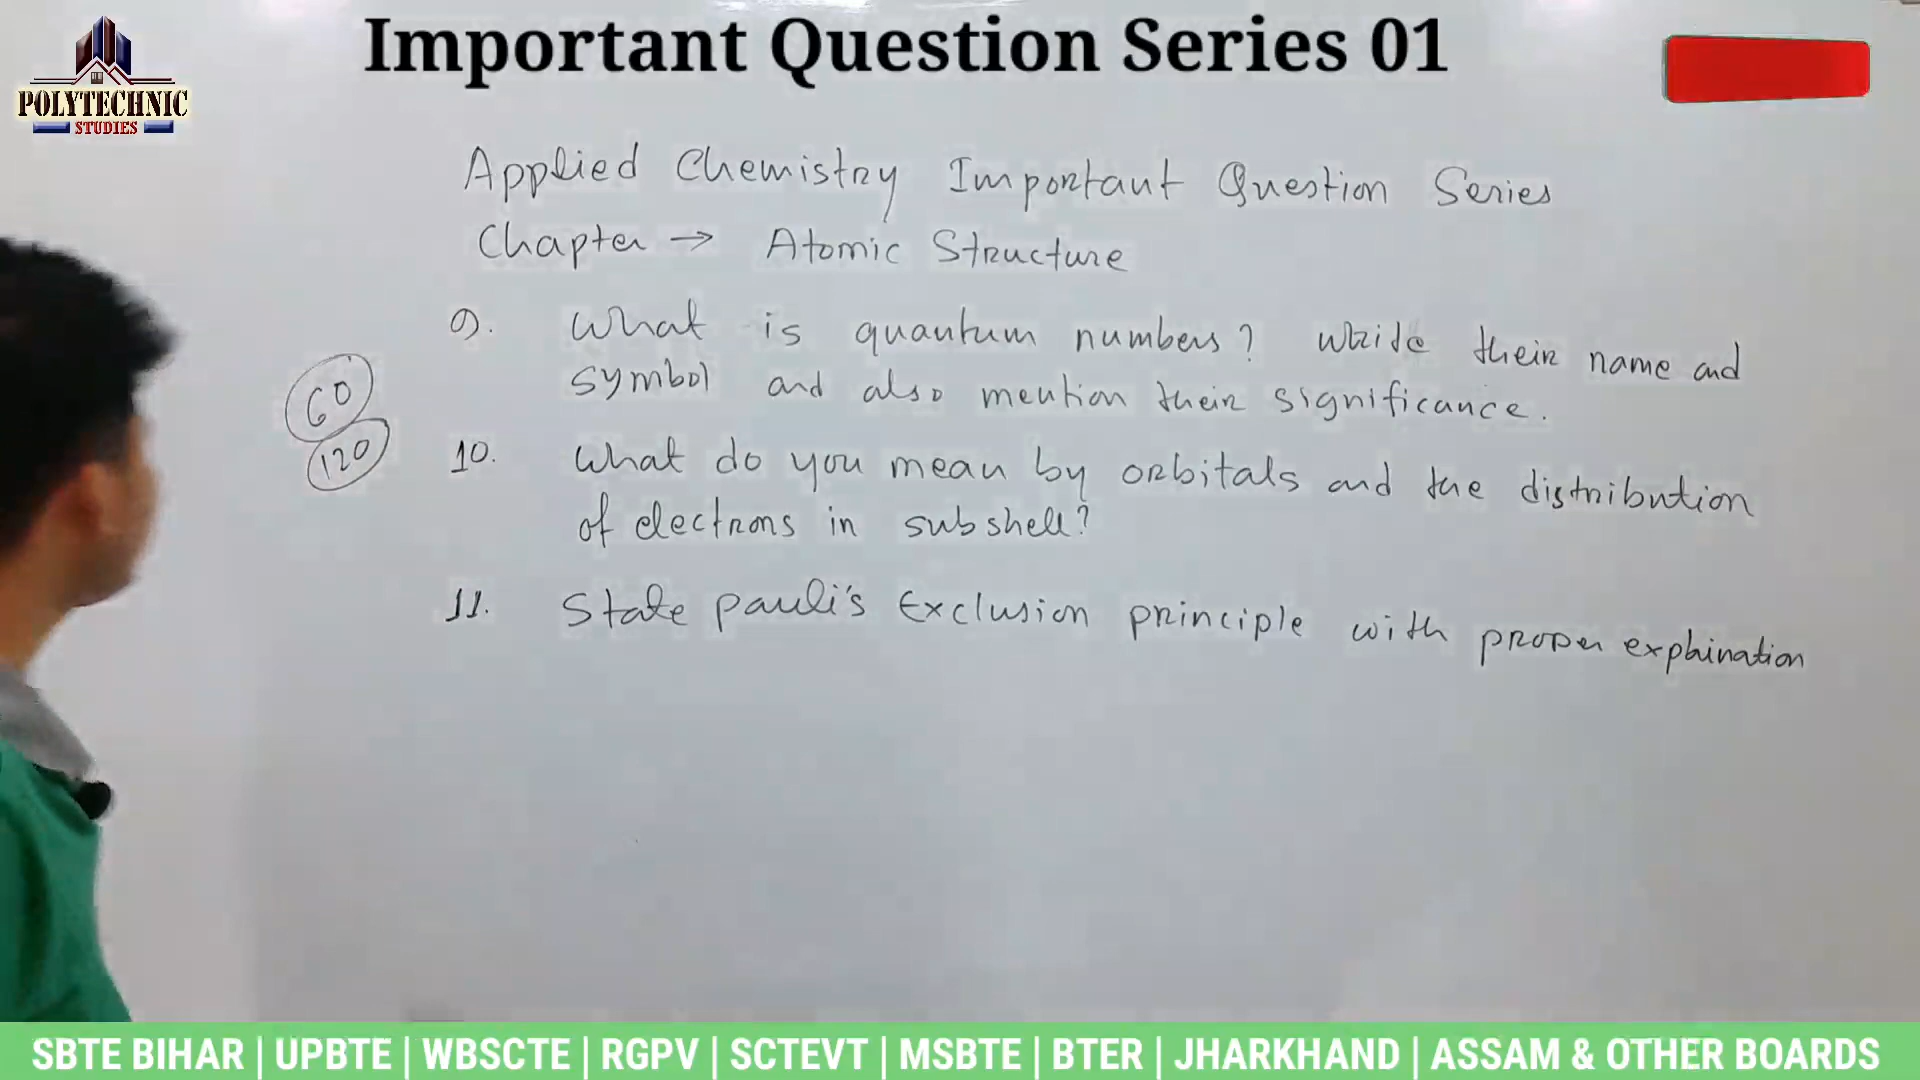 Important Question Series 01
POLYTECHNIC
STUDIES
Applied Chemistry Important Question Series
Chapter → Atomic Structure
9. What is quantum numbers? Write their name and
symbol and also mention their significance.
60
120
10. What do you mean by orbitals and the distribution
of electrons in subshell?
11. State Pauli's Exclusion principle with proper explaination
SBTE BIHAR | UPBTE | WBSCTE | RGPV | SCTEVT | MSBTE | BTER | JHARKHAND | ASSAM & OTHER BOARDS